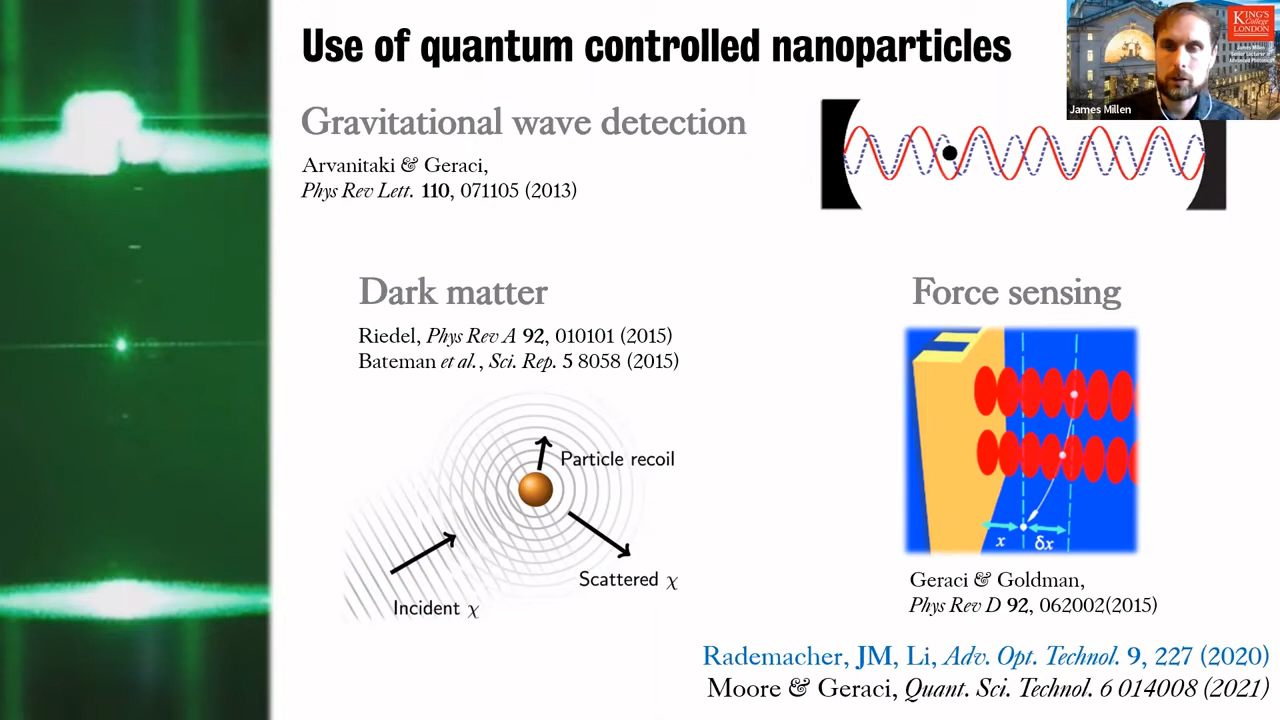 Use of quantum controlled nanoparticles
KING'S
College
LONDON
James Millen
James Millen
Gravitational wave detection
Arvanitaki & Geraci,
Phys Rev Lett. 110, 071105 (2013)
Dark matter
Riedel, Phys Rev A 92, 010101 (2015)
Bateman et al., Sci. Rep. 5 8058 (2015)
Particle recoil
Scattered χ
Incident χ
Force sensing
x
δx
Geraci & Goldman,
Phys Rev D 92, 062002(2015)
Rademacher, JM, Li, Adv. Opt. Technol. 9, 227 (2020)
Moore & Geraci, Quant. Sci. Technol. 6 014008 (2021)